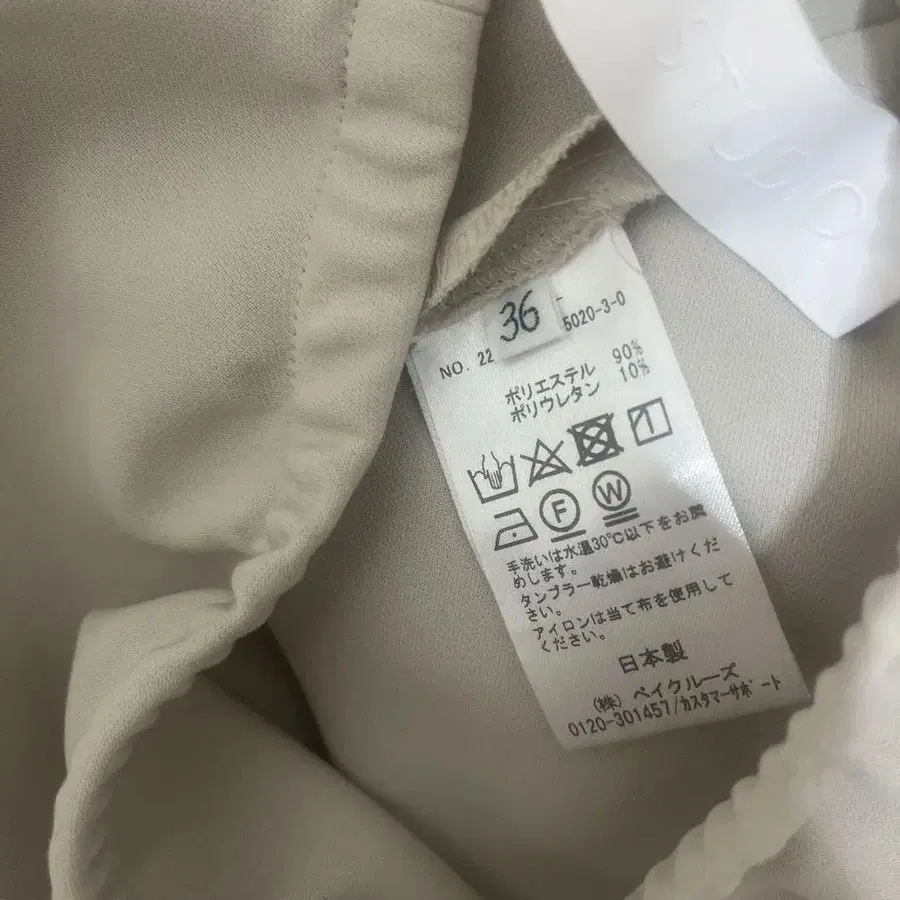 36
NO. 22 - 5020-3-0
ポリエステル 90%
ポリウレタン 10%
F W
手洗いは水温30℃以下をお薦
めします。
タンブラー乾燥はお避けくだ
さい。
アイロンは当て布を使用して
ください。
日本製
(株) ベイクルーズ
0120-301457/カスタマーサポート